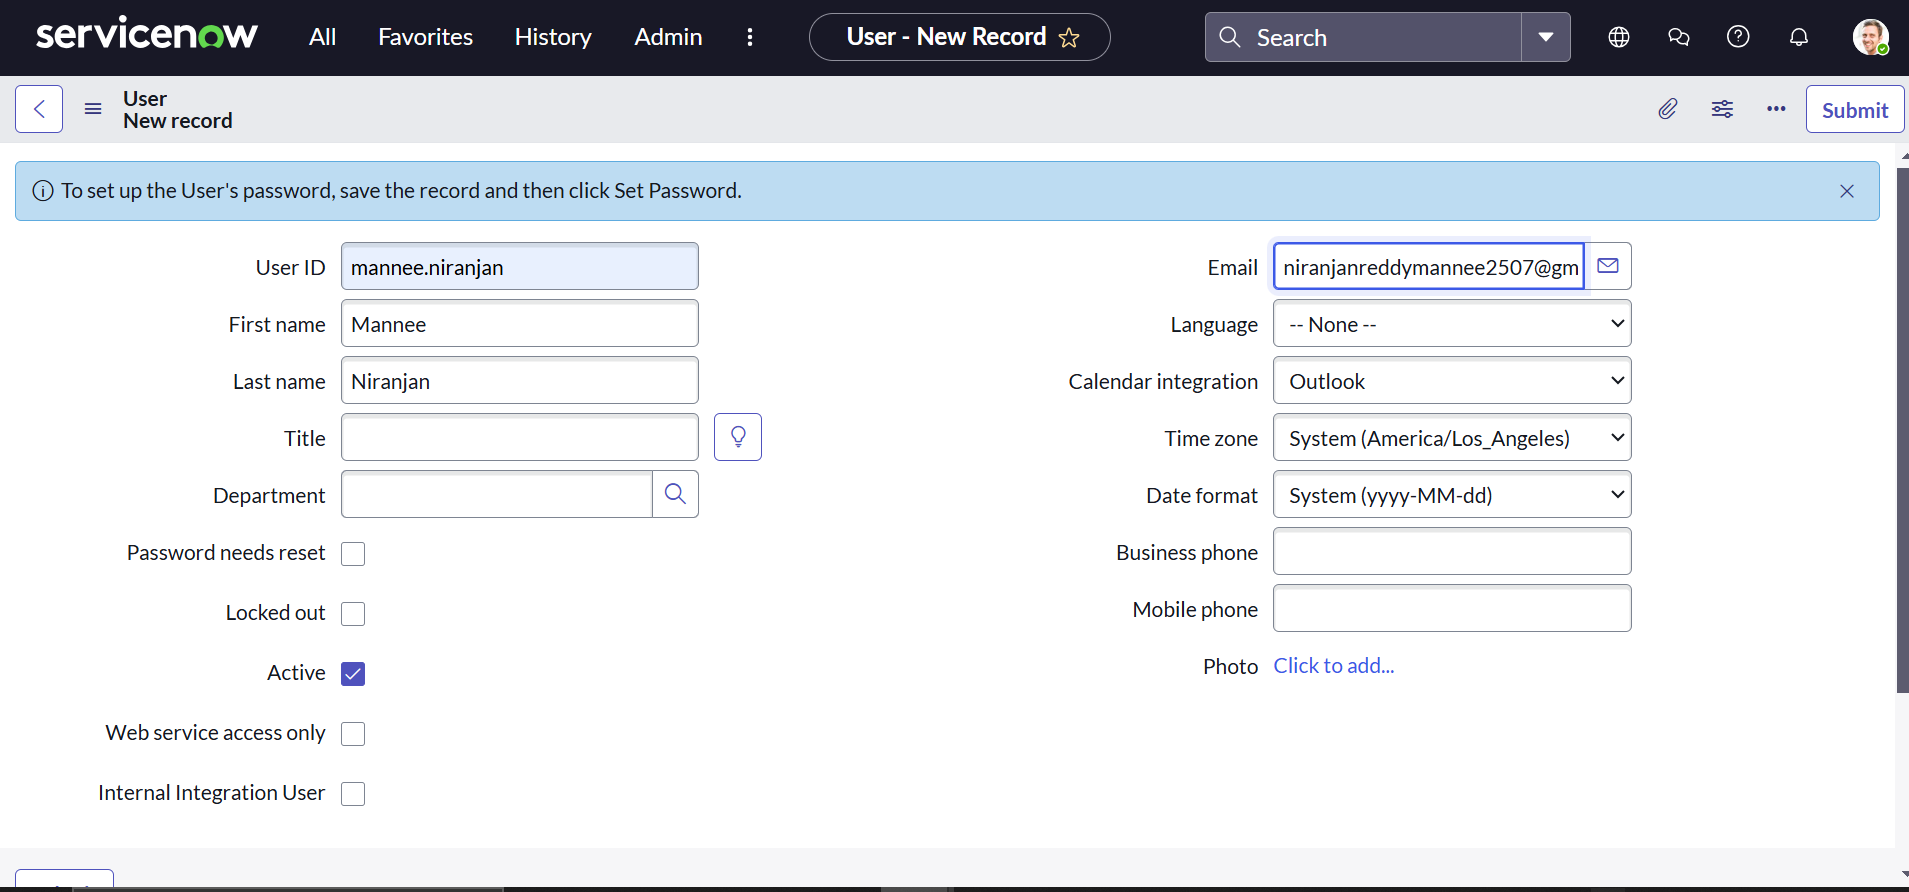 servicenow
All
Favorites
History
Admin
User - New Record
Search
User
New record
Submit
To set up the User's password, save the record and then click Set Password.
User ID
mannee.niranjan
First name
Mannee
Last name
Niranjan
Title
Department
Password needs reset
Locked out
Active
Web service access only
Internal Integration User
Email
niranjanreddymannee2507@gm
Language
-- None --
Calendar integration
Outlook
Time zone
System (America/Los_Angeles)
Date format
System (yyyy-MM-dd)
Business phone
Mobile phone
Photo
Click to add...